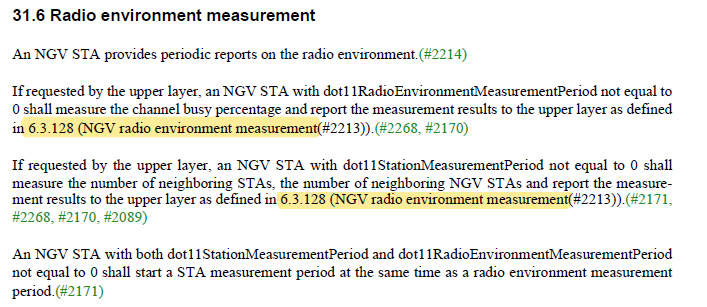 31.6 Radio environment measurement
An NGV STA provides periodic reports on the radio environment.(#2214)
If requested by the upper layer, an NGV STA with dot11RadioEnvironmentMeasurementPeriod not equal to
0 shall measure the channel busy percentage and report the measurement results to the upper layer as defined
in 6.3.128 (NGV radio environment measurement(#2213)).(#2268, #2170)
If requested by the upper layer, an NGV STA with dot11StationMeasurementPeriod not equal to 0 shall
measure the number of neighboring STAs, the number of neighboring NGV STAs and report the measure-
ment results to the upper layer as defined in 6.3.128 (NGV radio environment measurement(#2213)).(#2171,
#2268, #2170, #2089)
An NGV STA with both dot11StationMeasurementPeriod and dot11RadioEnvironmentMeasurementPeriod
not equal to 0 shall start a STA measurement period at the same time as a radio environment measurement
period.(#2171)